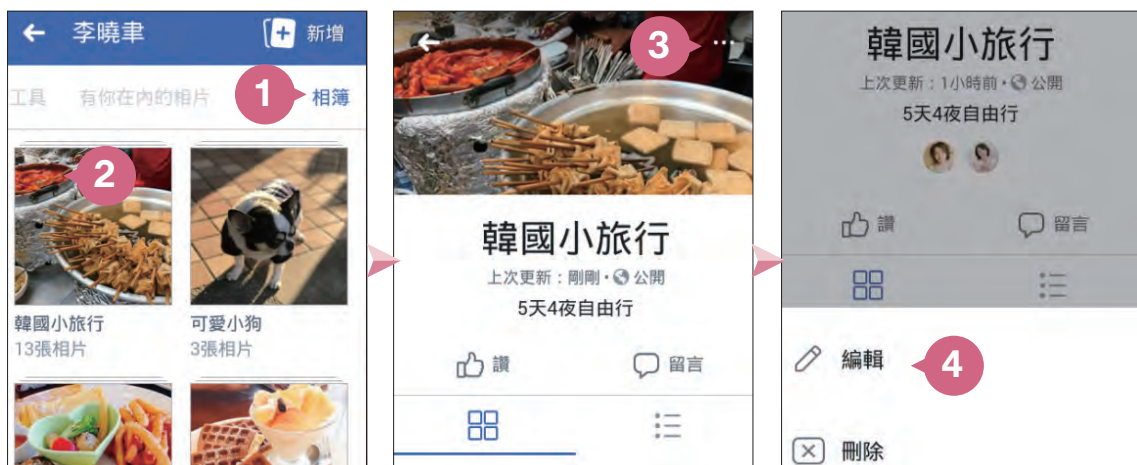 李曉聿 新增
工具 有你在內的相片 1 相簿
2
韓國小旅行 可愛小狗
13張相片 3張相片
3
韓國小旅行
上次更新：剛剛・公開
5天4夜自由行
讚 留言
韓國小旅行
上次更新：1小時前・公開
5天4夜自由行
讚 留言
編輯 4
刪除